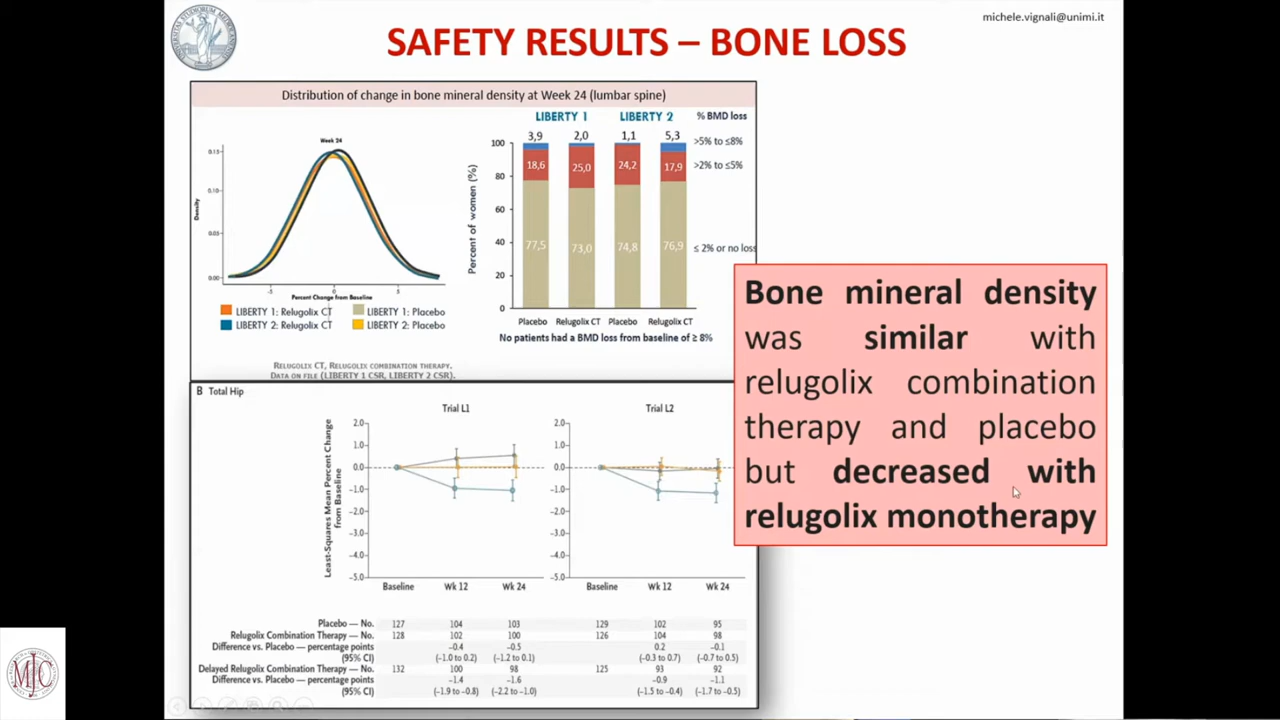 michele.vignali@unimi.it
SAFETY RESULTS – BONE LOSS
Distribution of change in bone mineral density at Week 24 (lumbar spine)
Week 24
Density
0.15
0.10
0.05
0.00
-5 0 5
Percent Change from Baseline
LIBERTY 1: Relugolix CT LIBERTY 1: Placebo
LIBERTY 2: Relugolix CT LIBERTY 2: Placebo
RELUGOLIX CT, RELUGOLIX COMBINATION THERAPY.
DATA ON FILE (LIBERTY 1 CSR, LIBERTY 2 CSR).
LIBERTY 1 LIBERTY 2 % BMD loss
3,9 2,0 1,1 5,3
>5% to ≤8%
18,6 25,0 24,2 17,9 >2% to ≤5%
77,5 73,0 74,8 76,9 ≤ 2% or no loss
Percent of women (%)
100
80
60
40
20
0
Placebo Relugolix CT Placebo Relugolix CT
No patients had a BMD loss from baseline of ≥ 8%
Bone mineral density
was similar with
relugolix combination
therapy and placebo
but decreased with
relugolix monotherapy
B Total Hip
Trial L1 Trial L2
Least-Squares Mean Percent Change
from Baseline
2.0 2.0
1.0 1.0
0.0 0.0
–1.0 –1.0
–2.0 –2.0
–3.0 –3.0
–4.0 –4.0
–5.0 –5.0
Baseline Wk 12 Wk 24 Baseline Wk 12 Wk 24
Placebo — No. 127 104 103 129 102 95
Relugolix Combination Therapy — No. 128 102 100 126 104 98
Difference vs. Placebo — percentage points –0.4 –0.5 0.2 –0.1
(95% CI) (–1.0 to 0.2) (–1.2 to 0.1) (–0.3 to 0.7) (–0.7 to 0.5)
Delayed Relugolix Combination Therapy — No. 132 100 98 125 93 92
Difference vs. Placebo — percentage points –1.4 –1.6 –0.9 –1.1
(95% CI) (–1.9 to –0.8) (–2.2 to –1.0) (–1.5 to –0.4) (–1.7 to –0.5)
MJC